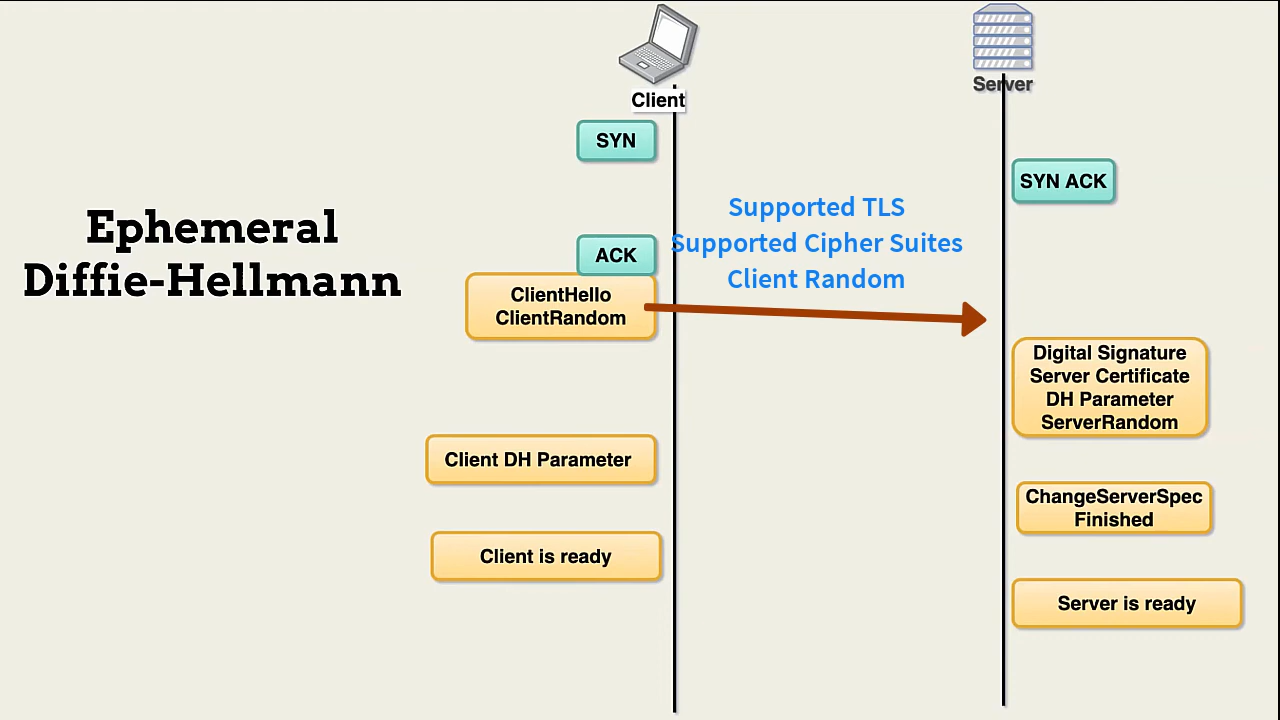 Client
Server
SYN
SYN ACK
Supported TLS
Supported Cipher Suites
Client Random
Ephemeral
Diffie-Hellmann
ACK
ClientHello
ClientRandom
Digital Signature
Server Certificate
DH Parameter
ServerRandom
Client DH Parameter
ChangeServerSpec
Finished
Client is ready
Server is ready